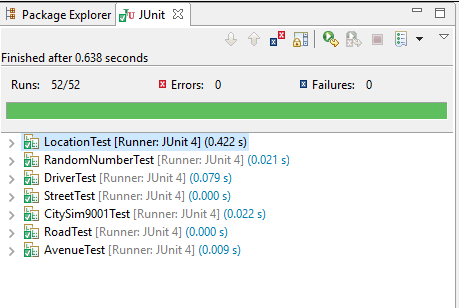 Package Explorer JUnit
Finished after 0.638 seconds
Runs: 52/52 Errors: 0 Failures: 0
LocationTest [Runner: JUnit 4] (0.422 s)
RandomNumberTest [Runner: JUnit 4] (0.021 s)
DriverTest [Runner: JUnit 4] (0.079 s)
StreetTest [Runner: JUnit 4] (0.000 s)
CitySim9001Test [Runner: JUnit 4] (0.022 s)
RoadTest [Runner: JUnit 4] (0.000 s)
AvenueTest [Runner: JUnit 4] (0.009 s)